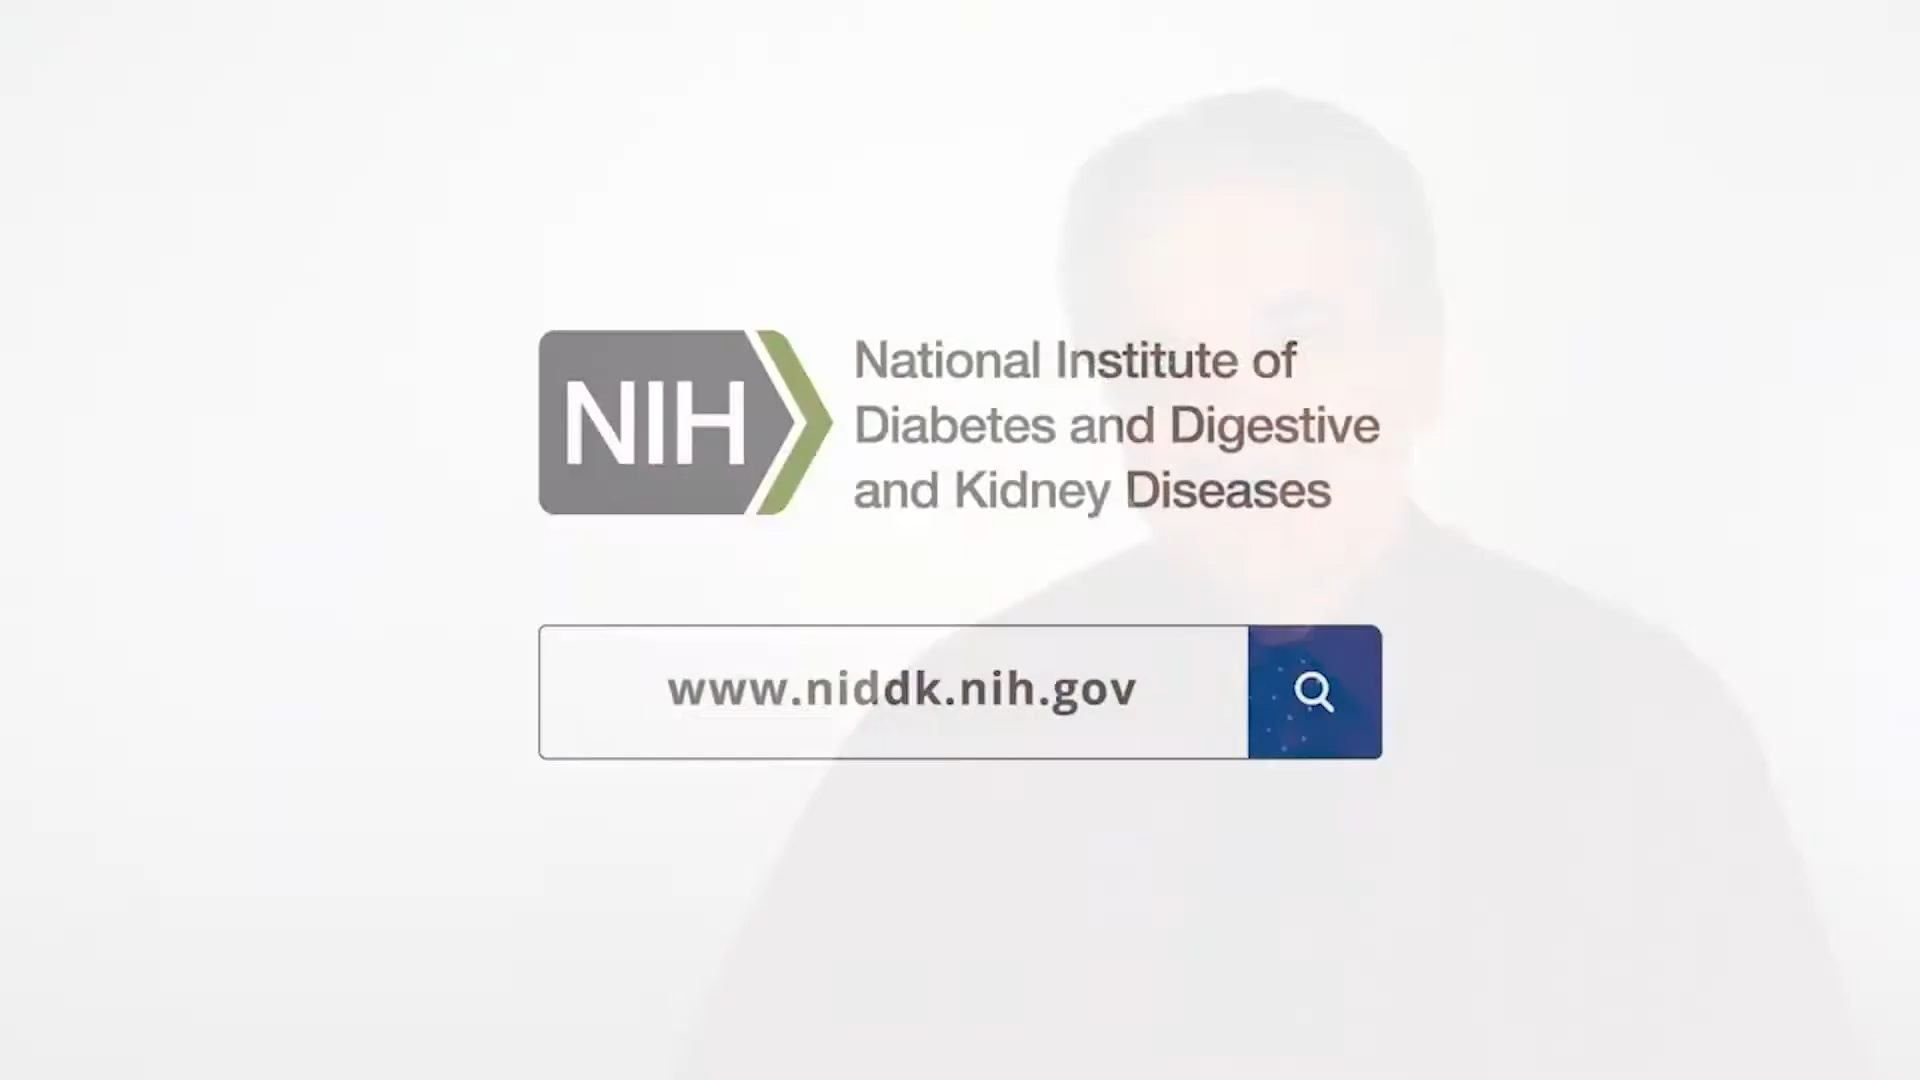 NIH
National Institute of
Diabetes and Digestive
and Kidney Diseases
www.niddk.nih.gov